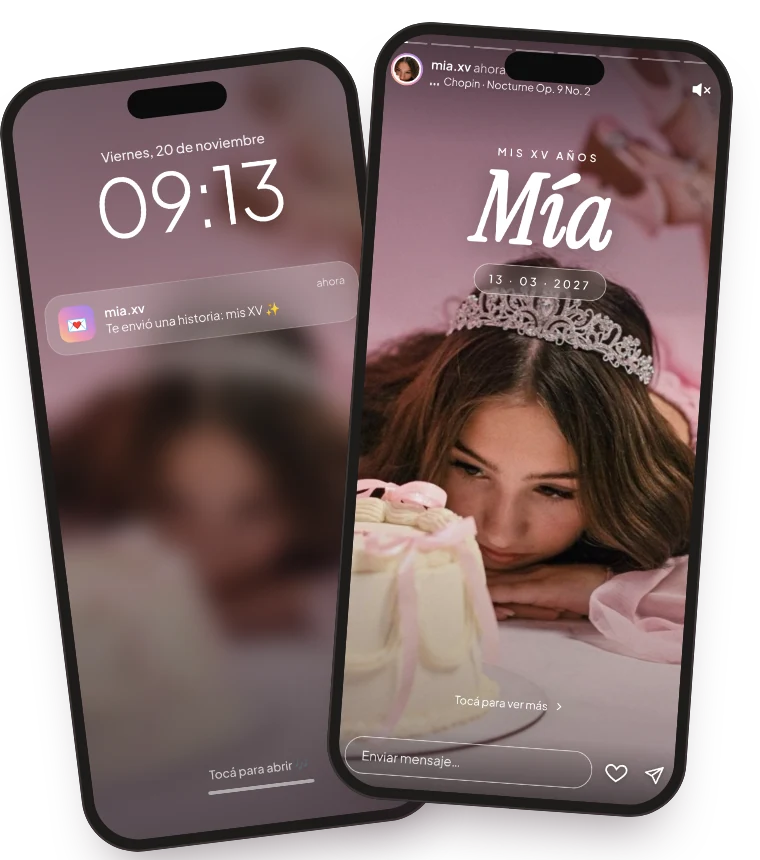 Viernes, 20 de noviembre
09:13
ahora
mia.xv
Te envió una historia: mis XV ✨
Tocá para abrir
mia.xv ahora
Chopin · Nocturne Op. 9 No. 2
MIS XV AÑOS
Mía
13 · 03 · 2027
Tocá para ver más
Enviar mensaje...